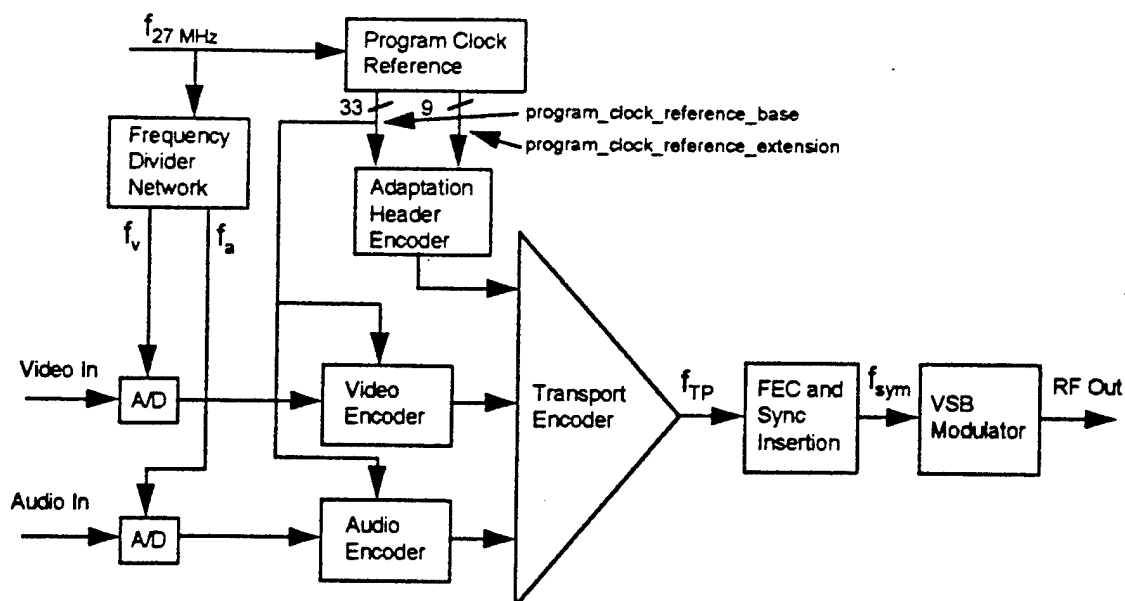 f27 MHz
Program Clock
Reference
33
9
program_clock_reference_base
program_clock_reference_extension
Frequency
Divider
Network
Adaptation
Header
Encoder
fv
fa
Video In
A/D
Video
Encoder
Transport
Encoder
fTP
FEC and
Sync
Insertion
fsym
VSB
Modulator
RF Out
Audio In
A/D
Audio
Encoder